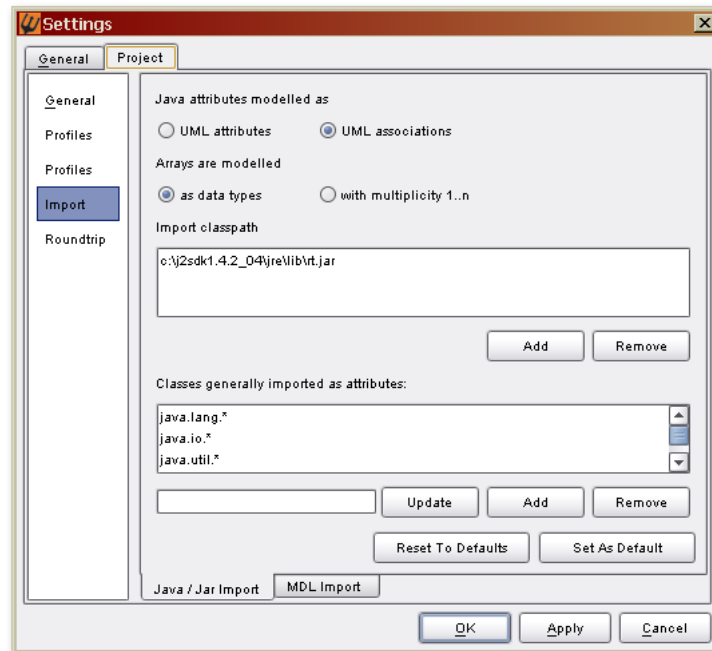 Settings
General Project
General
Profiles
Profiles
Import
Roundtrip
Java attributes modelled as
UML attributes UML associations
Arrays are modelled
as data types with multiplicity 1..n
Import classpath
c:\j2sdk1.4.2_04\jre\lib\rt.jar
Add Remove
Classes generally imported as attributes:
java.lang.*
java.io.*
java.util.*
Update Add Remove
Reset To Defaults Set As Default
Java / Jar Import MDL Import
OK Apply Cancel